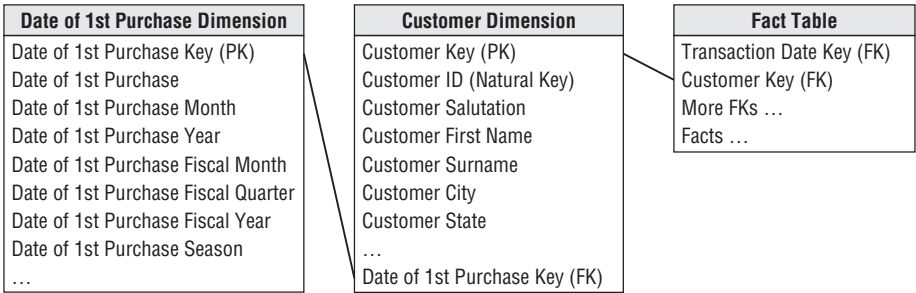 Date of 1st Purchase Dimension
Date of 1st Purchase Key (PK)
Date of 1st Purchase
Date of 1st Purchase Month
Date of 1st Purchase Year
Date of 1st Purchase Fiscal Month
Date of 1st Purchase Fiscal Quarter
Date of 1st Purchase Fiscal Year
Date of 1st Purchase Season
…
Customer Dimension
Customer Key (PK)
Customer ID (Natural Key)
Customer Salutation
Customer First Name
Customer Surname
Customer City
Customer State
…
Date of 1st Purchase Key (FK)
Fact Table
Transaction Date Key (FK)
Customer Key (FK)
More FKs …
Facts …